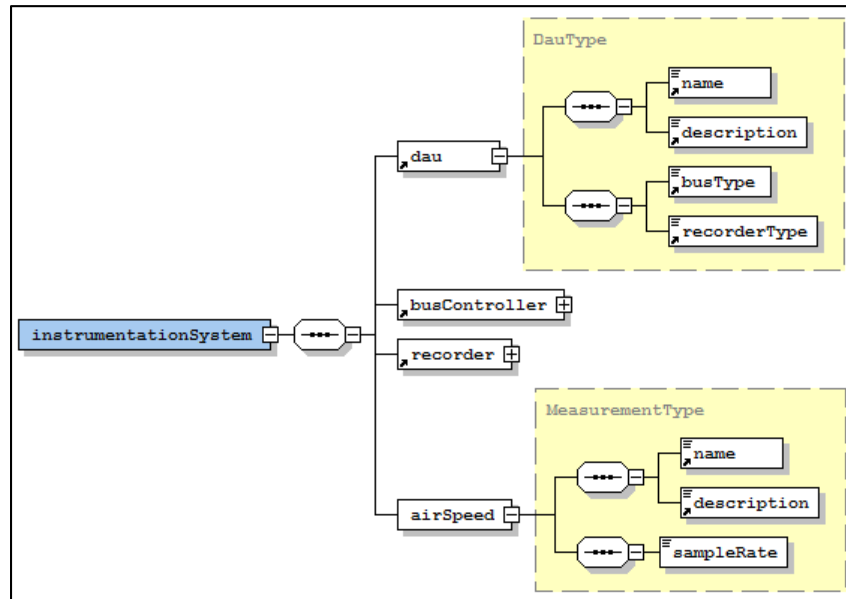 DauType
name
description
dau
busType
recorderType
busController
instrumentationSystem
recorder
MeasurementType
name
description
airSpeed
sampleRate